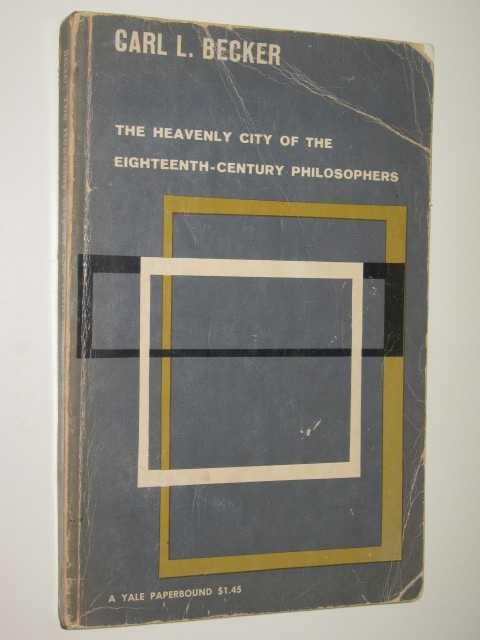 CARL L. BECKER
THE HEAVENLY CITY OF THE
EIGHTEENTH-CENTURY PHILOSOPHERS
A YALE PAPERBOUND $1.45